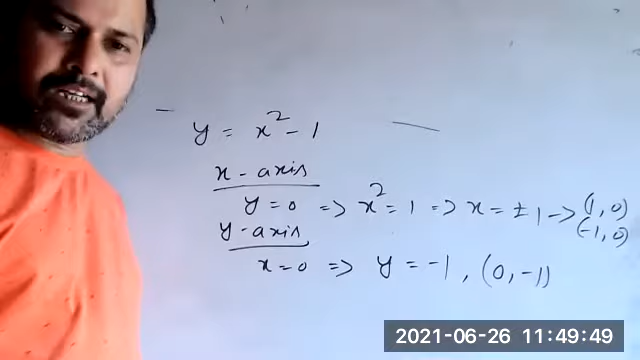 y = x² - 1
x - axis
y = 0 => x² = 1 => x = ± 1 -> (1, 0)
(-1, 0)
y - axis
x = 0 => y = -1, (0, -1)
2021-06-26 11:49:49